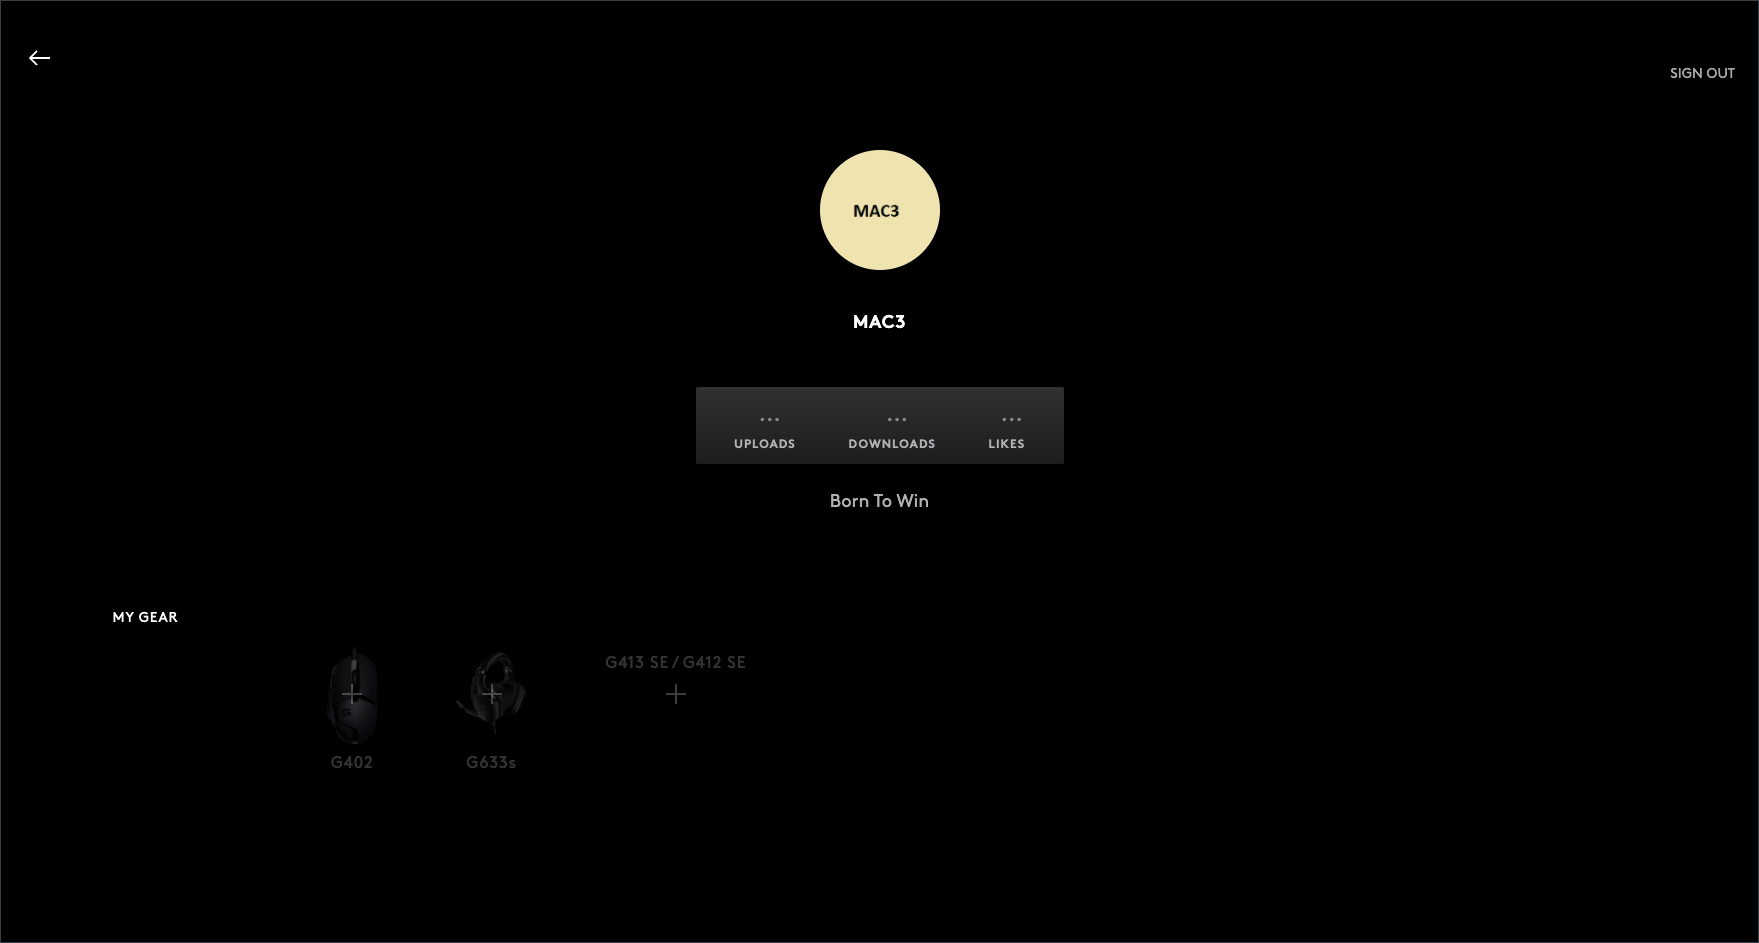 SIGN OUT
MAC3
MAC3
... ... ...
UPLOADS DOWNLOADS LIKES
Born To Win
MY GEAR
G413 SE / G412 SE
G402 G633s